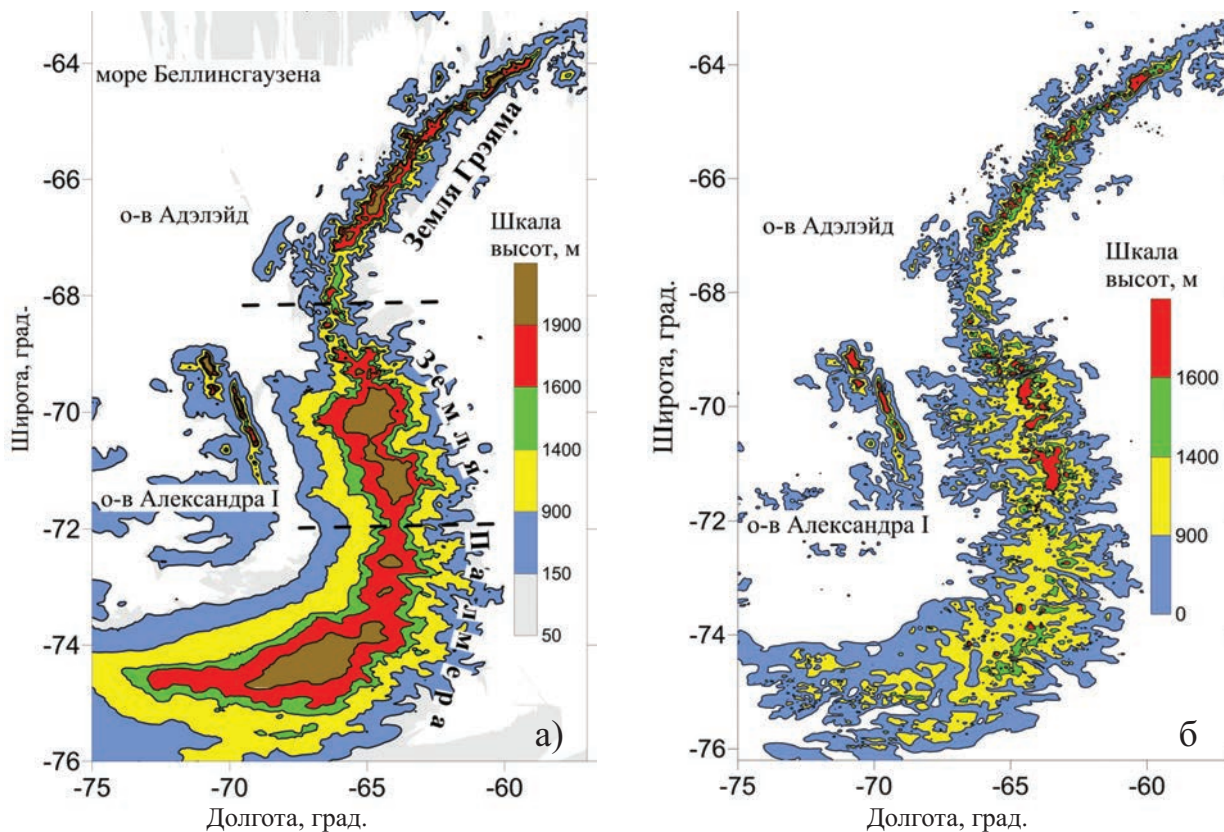 -64
-66
-68
-70
-72
-74
-76
-75
-70
-65
-60
Широта, град.
Долгота, град.
море Беллинсгаузена
Земля Грэяма
о-в Адэлэйд
о-в Александра I
Земля
Палмера
Шкала
высот, м
1900
1600
1400
900
150
50
а)
-64
-66
-68
-70
-72
-74
-76
-75
-70
-65
-60
Широта, град.
Долгота, град.
о-в Адэлэйд
о-в Александра I
Шкала
высот, м
1600
1400
900
0
б